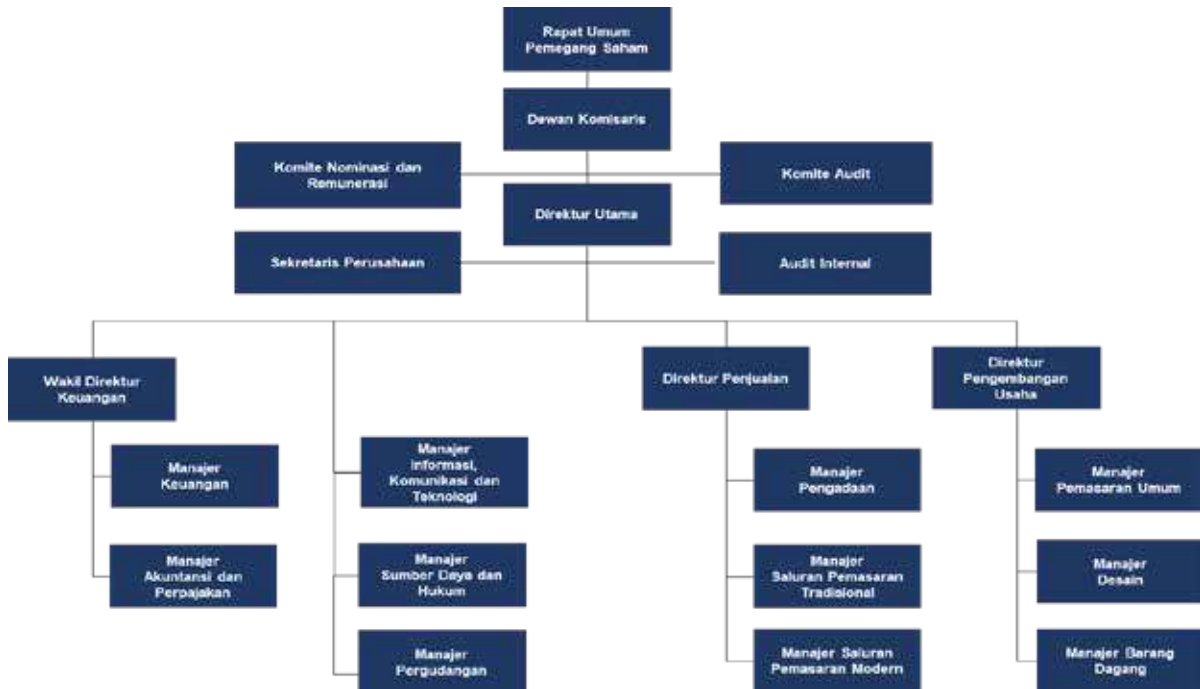 Rapat Umum
Pemegang Saham
Dewan Komisaris
Komite Nominasi dan
Remunerasi
Komite Audit
Direktur Utama
Sekretaris Perusahaan
Audit Internal
Wakil Direktur
Keuangan
Direktur Penjualan
Direktur
Pengembangan
Usaha
Manajer
Keuangan
Manajer
Informasi,
Komunikasi dan
Teknologi
Manajer
Pengadaan
Manajer
Pemasaran Umum
Manajer
Akuntansi dan
Perpajakan
Manajer
Sumber Daya dan
Hukum
Manajer
Saluran Pemasaran
Tradisional
Manajer
Desain
Manajer
Pergudangan
Manajer Saluran
Pemasaran Modern
Manajer Barang
Dagang